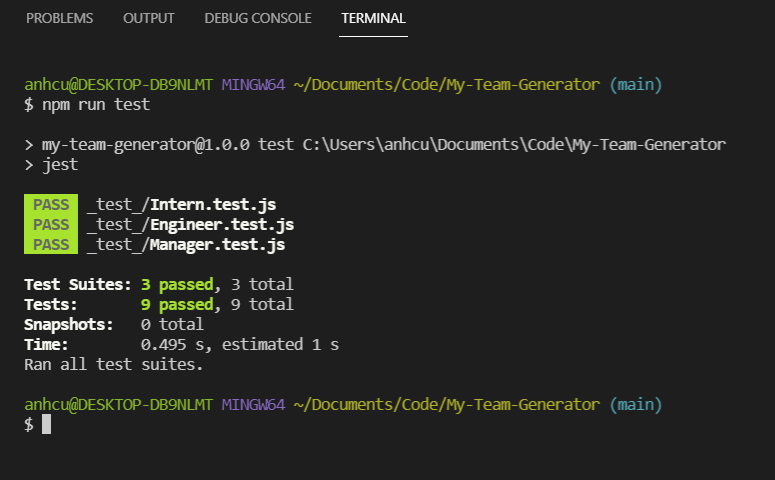 PROBLEMS OUTPUT DEBUG CONSOLE TERMINAL
anhcu@DESKTOP-DB9NLMT MINGW64 ~/Documents/Code/My-Team-Generator (main)
$ npm run test
> my-team-generator@1.0.0 test C:\Users\anhcu\Documents\Code\My-Team-Generator
> jest
PASS _test_/Intern.test.js
PASS _test_/Engineer.test.js
PASS _test_/Manager.test.js
Test Suites: 3 passed, 3 total
Tests: 9 passed, 9 total
Snapshots: 0 total
Time: 0.495 s, estimated 1 s
Ran all test suites.
anhcu@DESKTOP-DB9NLMT MINGW64 ~/Documents/Code/My-Team-Generator (main)
$